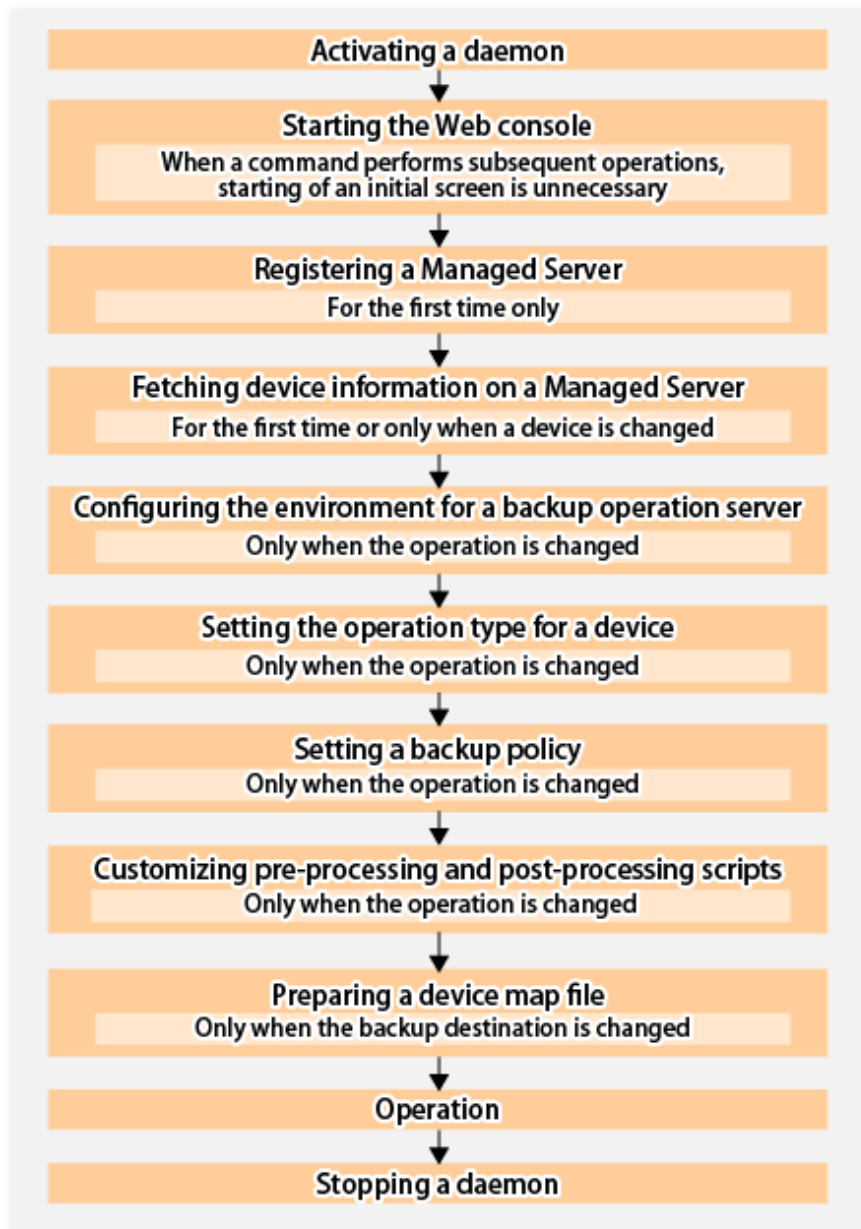 Activating a daemon
Starting the Web console
When a command performs subsequent operations,
starting of an initial screen is unnecessary
Registering a Managed Server
For the first time only
Fetching device information on a Managed Server
For the first time or only when a device is changed
Configuring the environment for a backup operation server
Only when the operation is changed
Setting the operation type for a device
Only when the operation is changed
Setting a backup policy
Only when the operation is changed
Customizing pre-processing and post-processing scripts
Only when the operation is changed
Preparing a device map file
Only when the backup destination is changed
Operation
Stopping a daemon